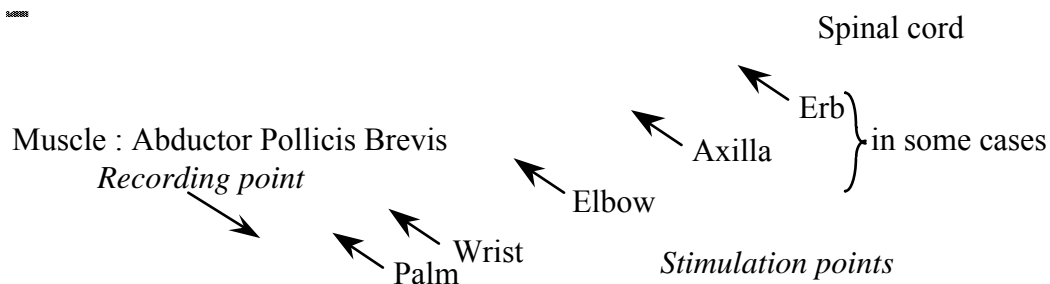 Spinal cord
Erb
in some cases
Muscle : Abductor Pollicis Brevis
Axilla
Recording point
Elbow
Wrist
Stimulation points
Palm